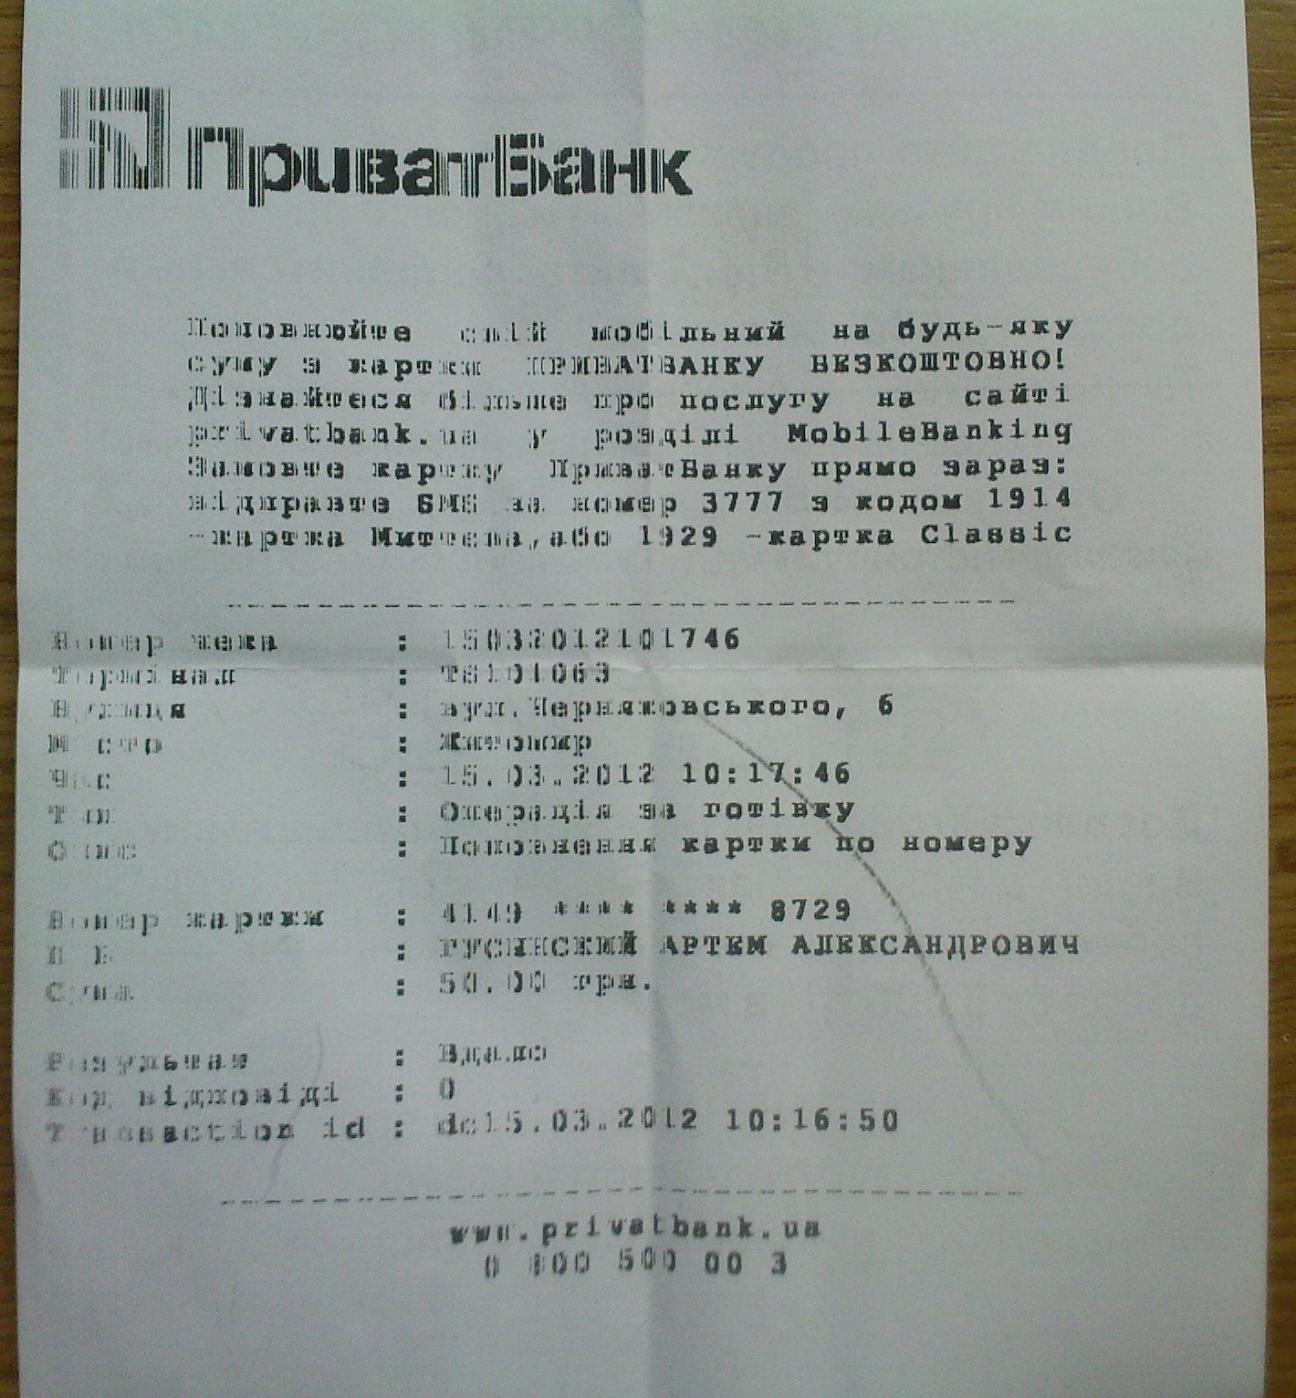 ПриватБанк
Поповнюйте свій мобільний на будь-яку
суму з картки ПРИВАТБАНКУ БЕЗКОШТОВНО!
Дізнайтеся більше про послугу на сайті
privatbank.ua у розділі MobileBanking
Замовте картку ПриватБанку прямо зараз:
відправте SMS на номер 3777 з кодом 1914
-картка Миттєва,або 1929 -картка Classic
Номер чека : 15032012101746
Термінал : TS101063
Вулиця : вул.Черняховського, 6
Місто : Житомир
Час : 15.03.2012 10:17:46
Тип : Операція за готівку
Опис : Поповнення картки по номеру
Номер картки : 4149 **** **** 8729
ПІБ : ГУСИНСКИЙ АРТЕМ АЛЕКСАНДРОВИЧ
Сума : 50.00 грн.
Результат : Вдало
Код відповіді : 0
Transaction id : dc15.03.2012 10:16:50
www.privatbank.ua
0 800 500 00 3